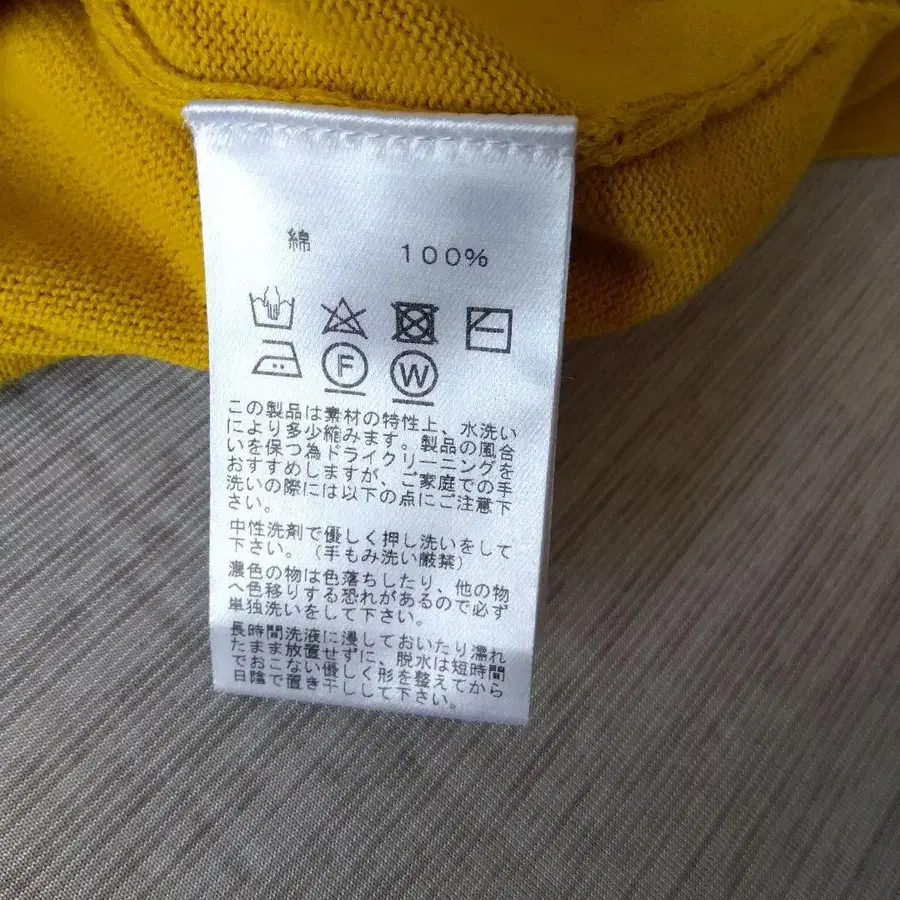 綿 100%
F W
この製品は素材の特性上、水洗い
により多少縮みます。製品の風合
いを保つ為ドライクリーニングを
おすすめしますが、ご家庭での手
洗いの際には以下の点にご注意下
さい。
中性洗剤で優しく押し洗いをして
下さい。（手もみ洗い厳禁）
濃色の物は色落ちしたり、他の物
へ色移りする恐れがあるので必ず
単独洗いをして下さい。
長時間洗液に浸しておいたり濡れ
たまま放置せずに、脱水は短時間
でおこない優しく形を整えてから
日陰で置き干しして下さい。